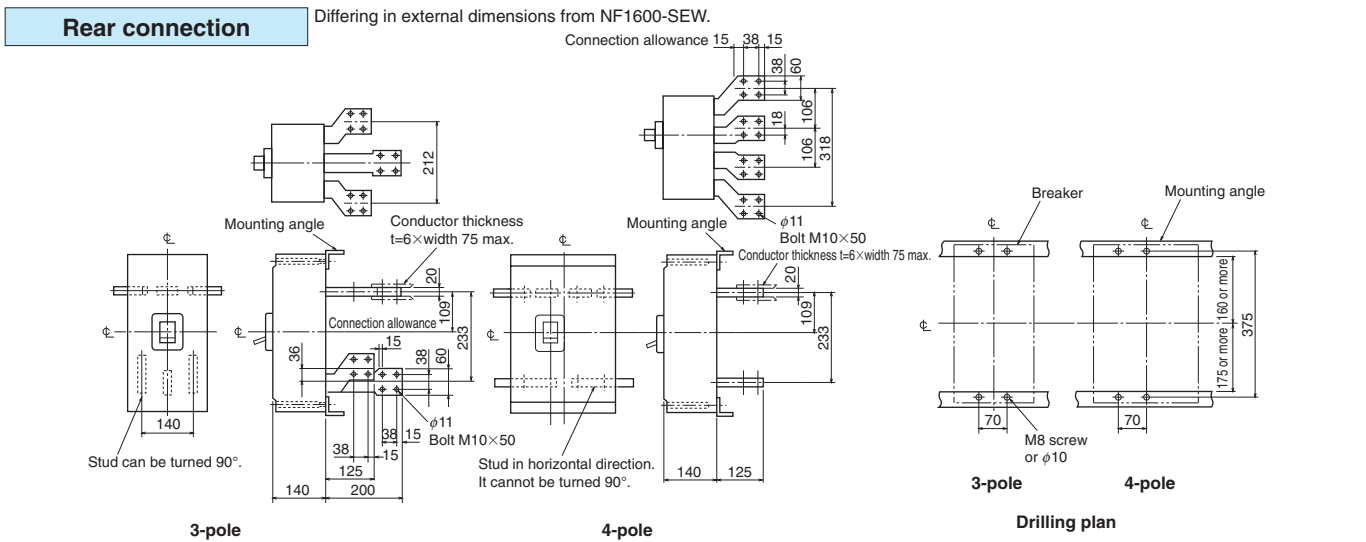 Rear connection
Differing in external dimensions from NF1600-SEW.
Connection allowance 15 38 15
38
60
18
106
106
318
212
φ11
Bolt M10×50
Mounting angle
Conductor thickness
t=6×width 75 max.
℄
℄
℄
20
109
233
Connection allowance
15
36
38
60
φ11
Bolt M10×50
38
15
38
15
125
140
200
140
Stud can be turned 90°.
3-pole
Mounting angle
Conductor thickness t=6×width 75 max.
℄
℄
20
109
233
Stud in horizontal direction.
It cannot be turned 90°.
140
125
4-pole
Breaker
Mounting angle
℄
℄
℄
160 or more
175 or more
375
70
70
M8 screw
or φ10
3-pole
4-pole
Drilling plan